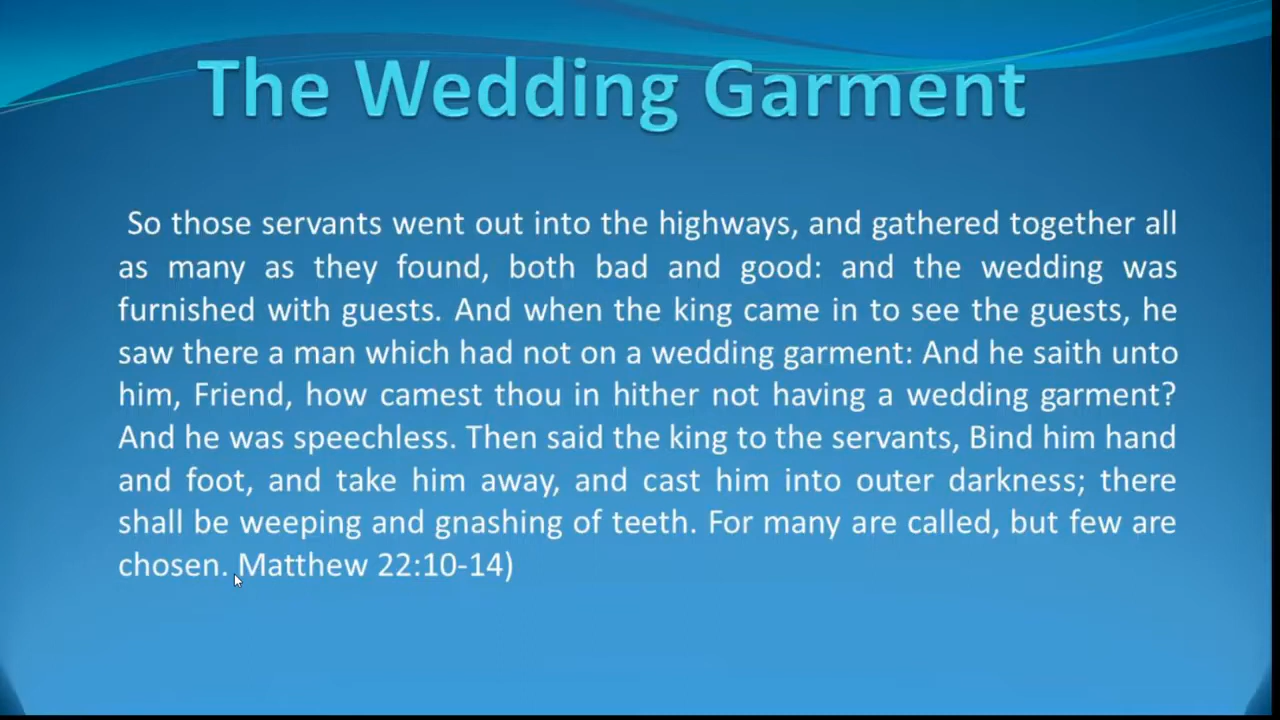 The Wedding Garment
So those servants went out into the highways, and gathered together all
as many as they found, both bad and good: and the wedding was
furnished with guests. And when the king came in to see the guests, he
saw there a man which had not on a wedding garment: And he saith unto
him, Friend, how camest thou in hither not having a wedding garment?
And he was speechless. Then said the king to the servants, Bind him hand
and foot, and take him away, and cast him into outer darkness; there
shall be weeping and gnashing of teeth. For many are called, but few are
chosen. Matthew 22:10-14)